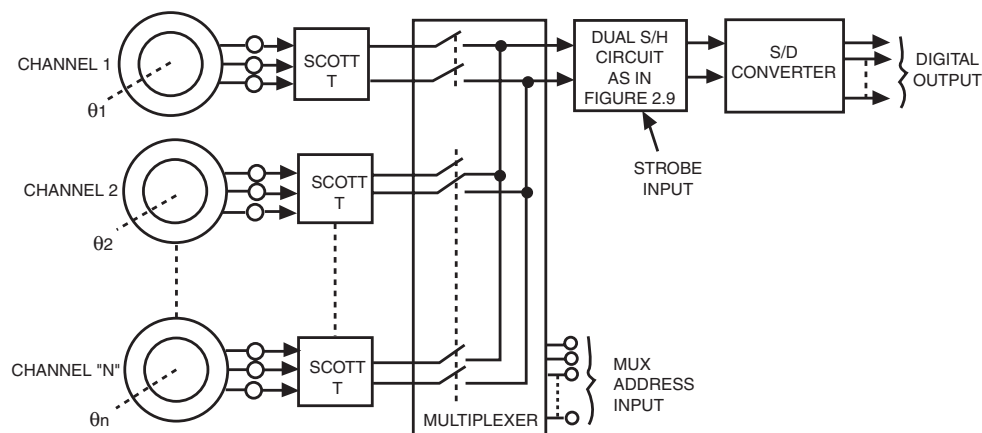 CHANNEL 1
θ1
SCOTT
T
DUAL S/H
CIRCUIT
AS IN
FIGURE 2.9
S/D
CONVERTER
DIGITAL
OUTPUT
STROBE
INPUT
CHANNEL 2
θ2
SCOTT
T
CHANNEL "N"
θn
SCOTT
T
MULTIPLEXER
MUX
ADDRESS
INPUT